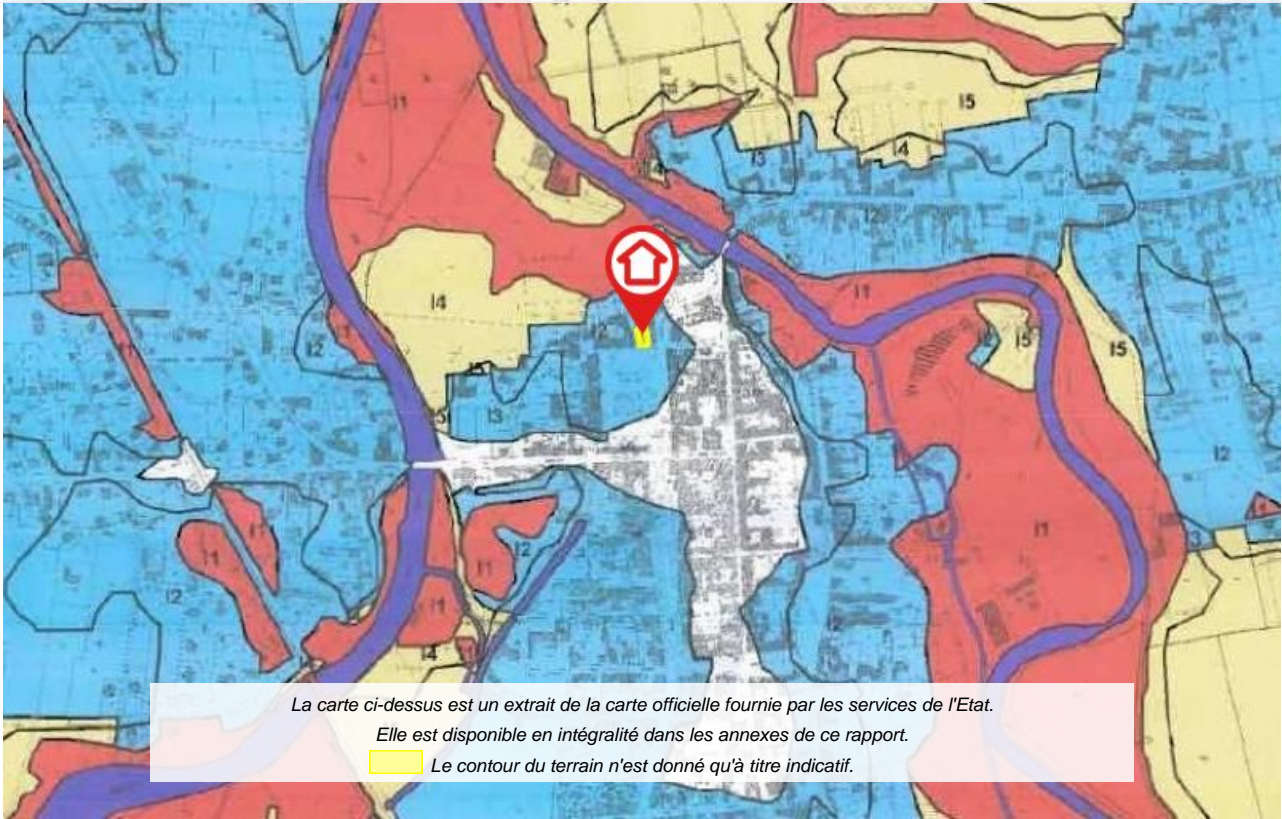 I1
I5
I4
I3
I4
I2
I4
I2
I1
I1
I2
I5
I5
I2
I3
I2
I1
I1
I2
I1
I1
I2
I1
I4
La carte ci-dessus est un extrait de la carte officielle fournie par les services de l'Etat.
Elle est disponible en intégralité dans les annexes de ce rapport.
Le contour du terrain n'est donné qu'à titre indicatif.